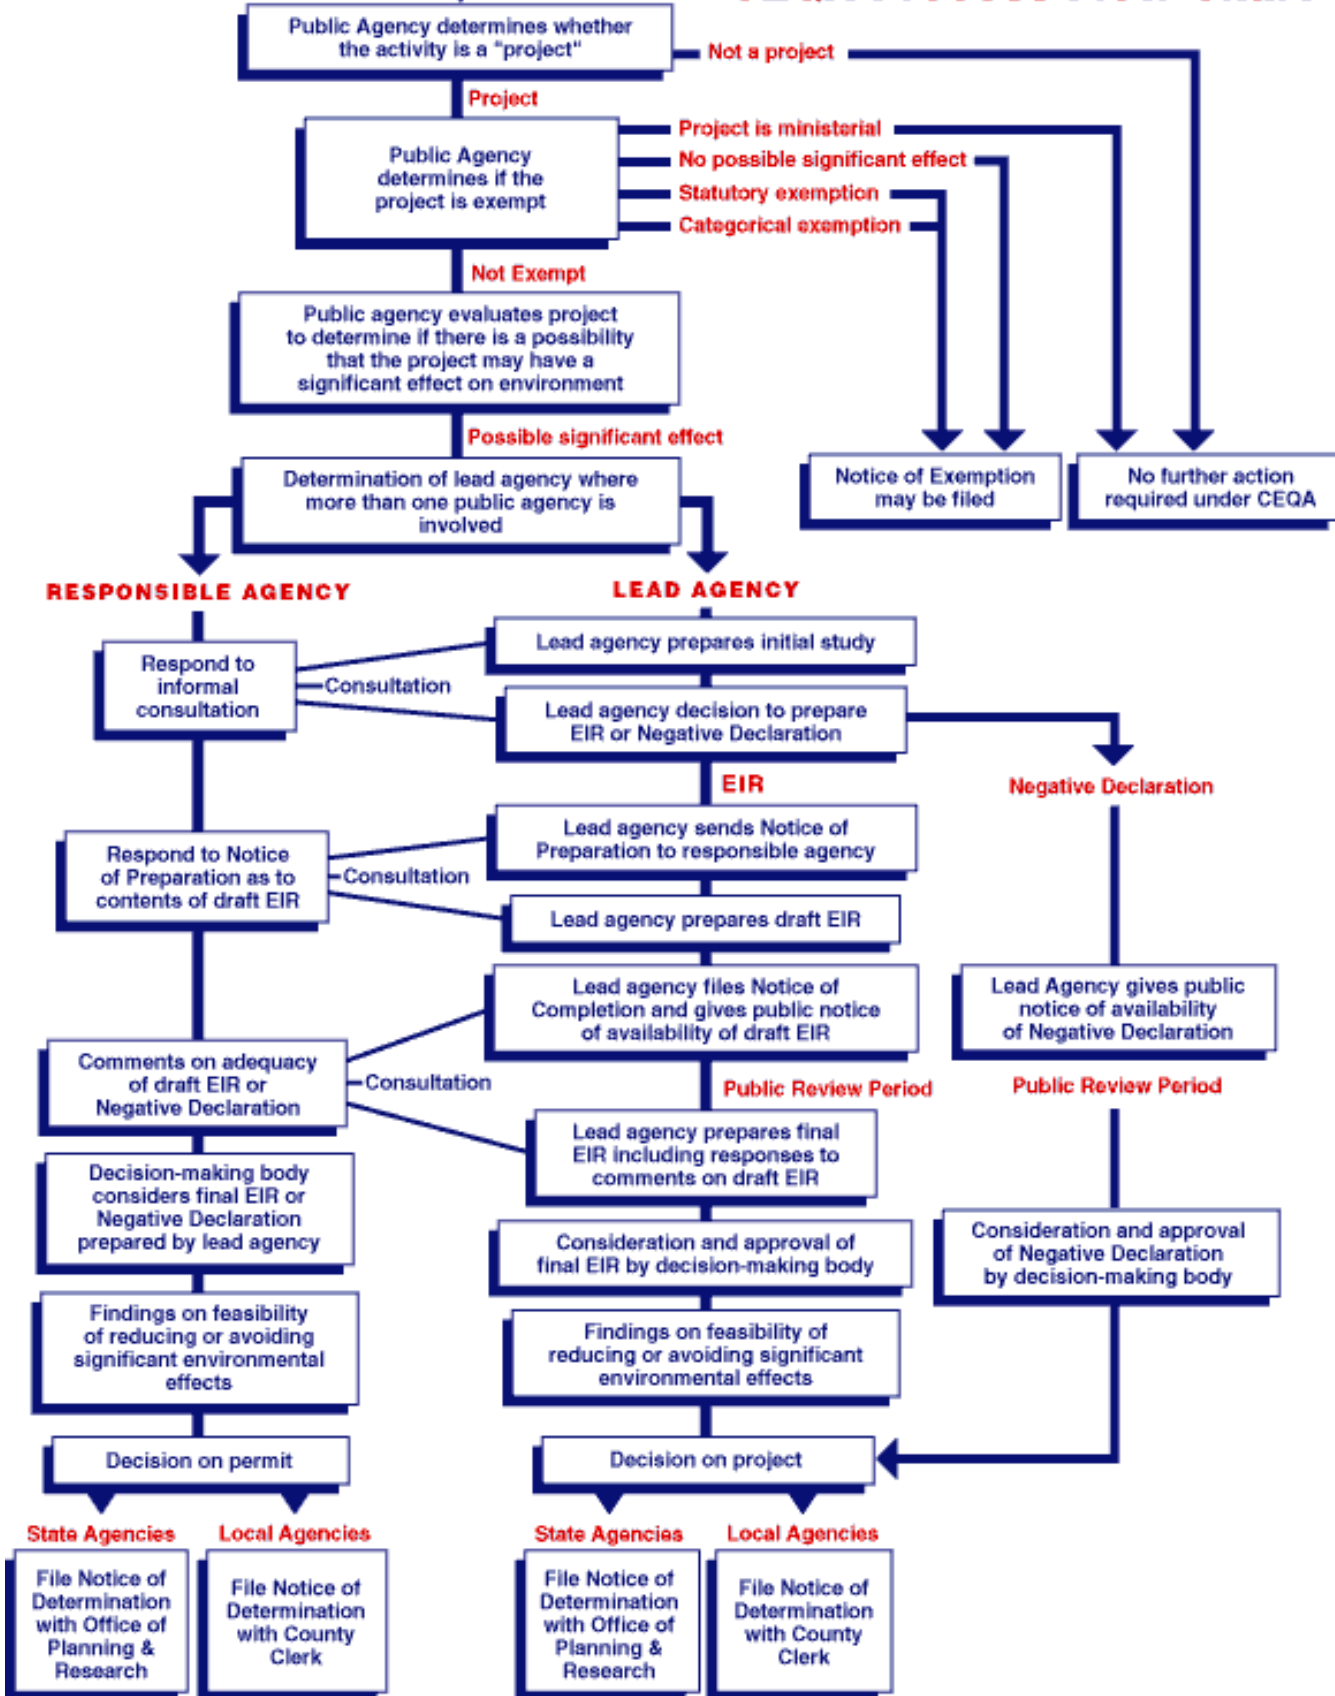 Public Agency determines whether
the activity is a "project"
Not a project
Project
Public Agency
determines if the
project is exempt
Project is ministerial
No possible significant effect
Statutory exemption
Categorical exemption
Not Exempt
Public agency evaluates project
to determine if there is a possibility
that the project may have a
significant effect on environment
Possible significant effect
Determination of lead agency where
more than one public agency is
involved
Notice of Exemption
may be filed
No further action
required under CEQA
RESPONSIBLE AGENCY
LEAD AGENCY
Respond to
informal
consultation
Consultation
Lead agency prepares initial study
Lead agency decision to prepare
EIR or Negative Declaration
EIR
Negative Declaration
Respond to Notice
of Preparation as to
contents of draft EIR
Consultation
Lead agency sends Notice of
Preparation to responsible agency
Lead agency prepares draft EIR
Lead agency files Notice of
Completion and gives public notice
of availability of draft EIR
Lead Agency gives public
notice of availability
of Negative Declaration
Comments on adequacy
of draft EIR or
Negative Declaration
Consultation
Public Review Period
Public Review Period
Lead agency prepares final
EIR including responses to
comments on draft EIR
Decision-making body
considers final EIR or
Negative Declaration
prepared by lead agency
Consideration and approval of
final EIR by decision-making body
Consideration and approval
of Negative Declaration
by decision-making body
Findings on feasibility
of reducing or avoiding
significant environmental
effects
Findings on feasibility of
reducing or avoiding significant
environmental effects
Decision on permit
Decision on project
State Agencies
Local Agencies
State Agencies
Local Agencies
File Notice of
Determination
with Office of
Planning &
Research
File Notice of
Determination
with County
Clerk
File Notice of
Determination
with Office of
Planning &
Research
File Notice of
Determination
with County
Clerk